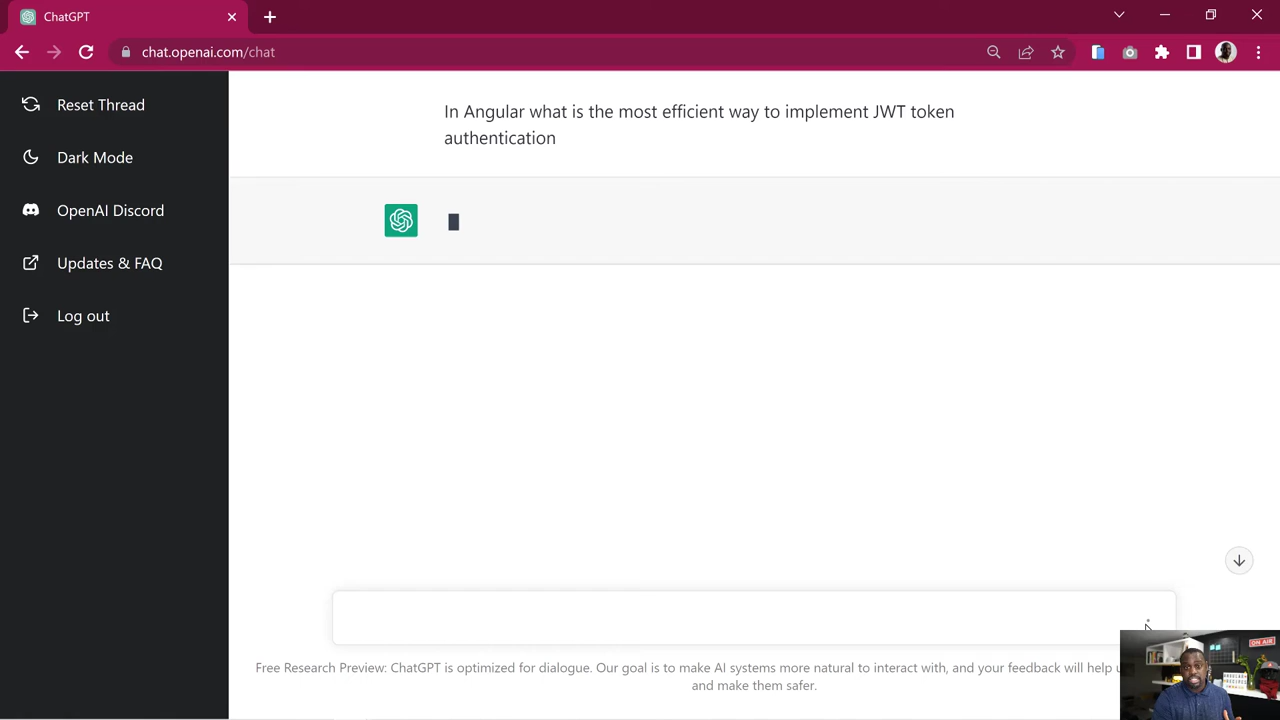 ChatGPT
chat.openai.com/chat
Reset Thread
Dark Mode
OpenAI Discord
Updates & FAQ
Log out
In Angular what is the most efficient way to implement JWT token
authentication
Free Research Preview: ChatGPT is optimized for dialogue. Our goal is to make AI systems more natural to interact with, and your feedback will help
and make them safer.
ON AIR